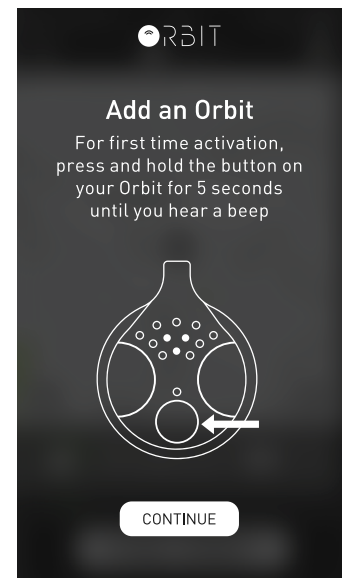 ORBIT
Add an Orbit
For first time activation,
press and hold the button on
your Orbit for 5 seconds
until you hear a beep
CONTINUE